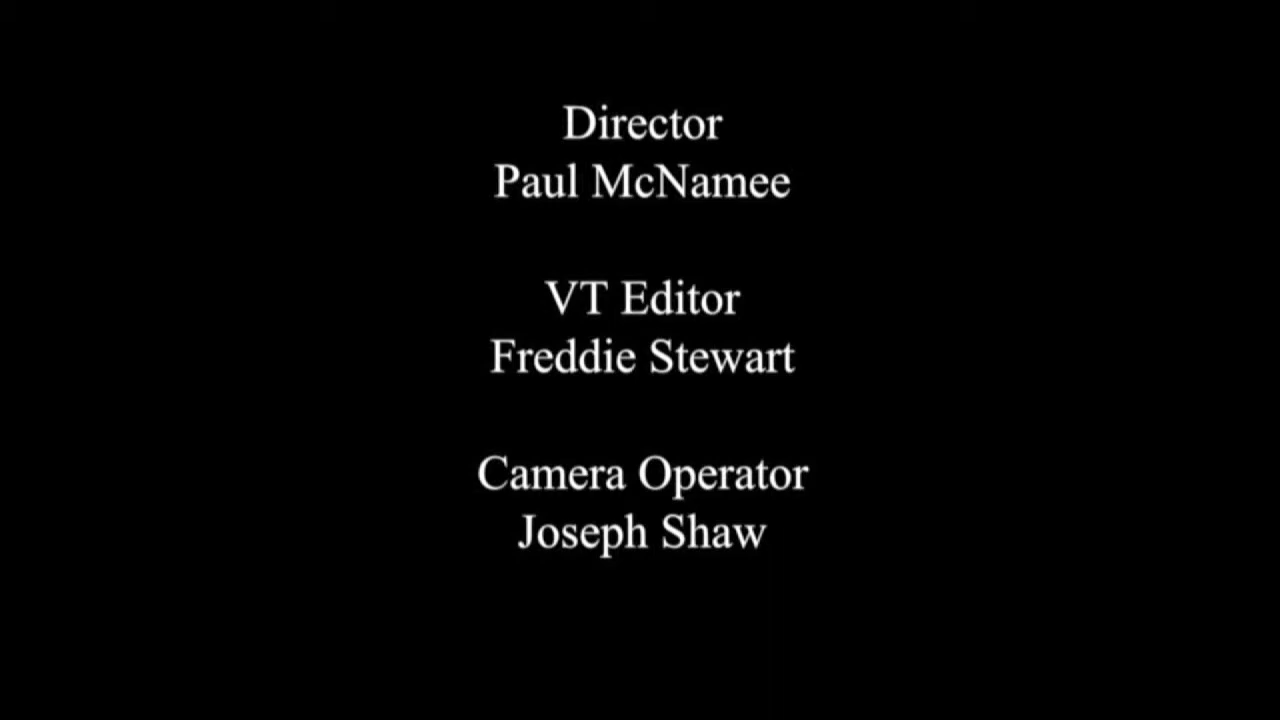 Director
Paul McNamee
VT Editor
Freddie Stewart
Camera Operator
Joseph Shaw